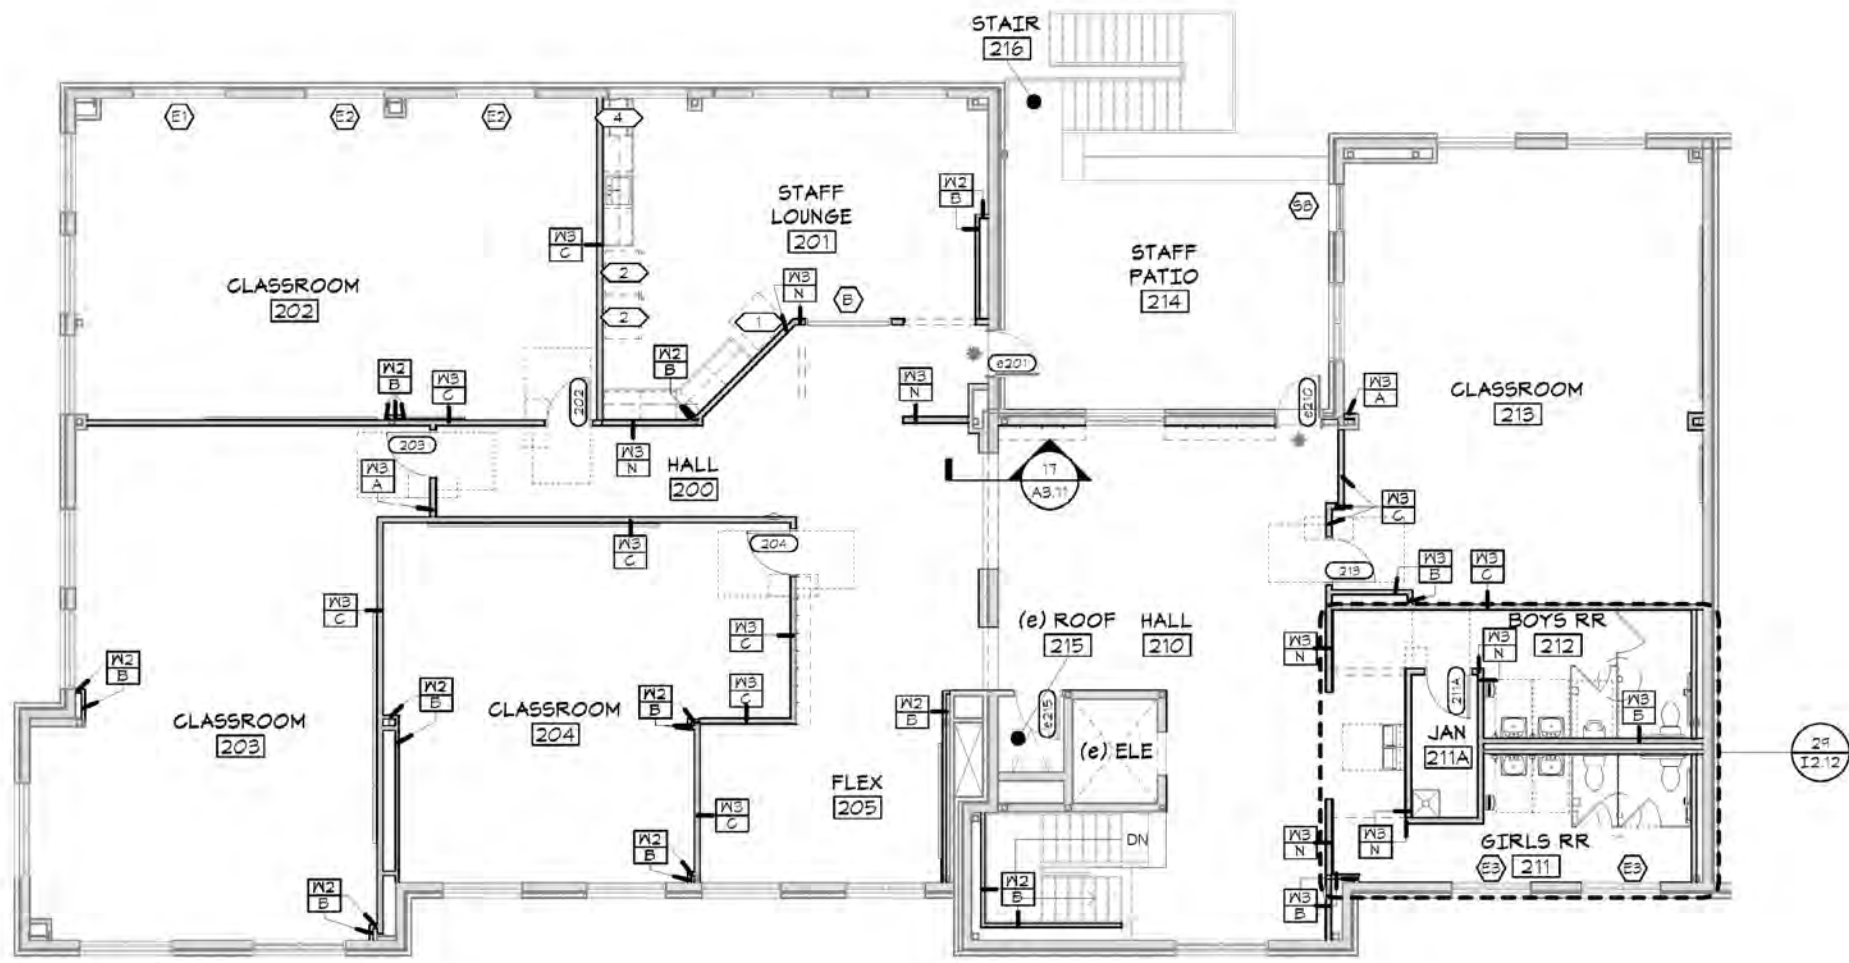 STAIR
216
E1
E2
E2
4
STAFF
LOUNGE
201
W2
B
SB
W3
C
STAFF
PATIO
214
CLASSROOM
202
2
W3
N
B
2
1
W2
B
W3
C
W2
B
W3
N
e201
202
e210
W3
A
CLASSROOM
213
203
W3
A
W3
N
HALL
200
17
A3.11
W3
C
W3
C
204
213
W3
B
W3
C
W3
C
(e) ROOF
215
HALL
210
BOYS RR
212
W3
C
W3
N
W3
N
W2
B
211A
W3
C
W2
B
CLASSROOM
203
CLASSROOM
204
W2
B
W2
B
e215
(e) ELE
JAN
211A
W3
B
29
I2.12
FLEX
205
W3
C
DN
W3
N
W3
N
GIRLS RR
211
E3
E3
W2
B
W2
B
W2
B
W3
B